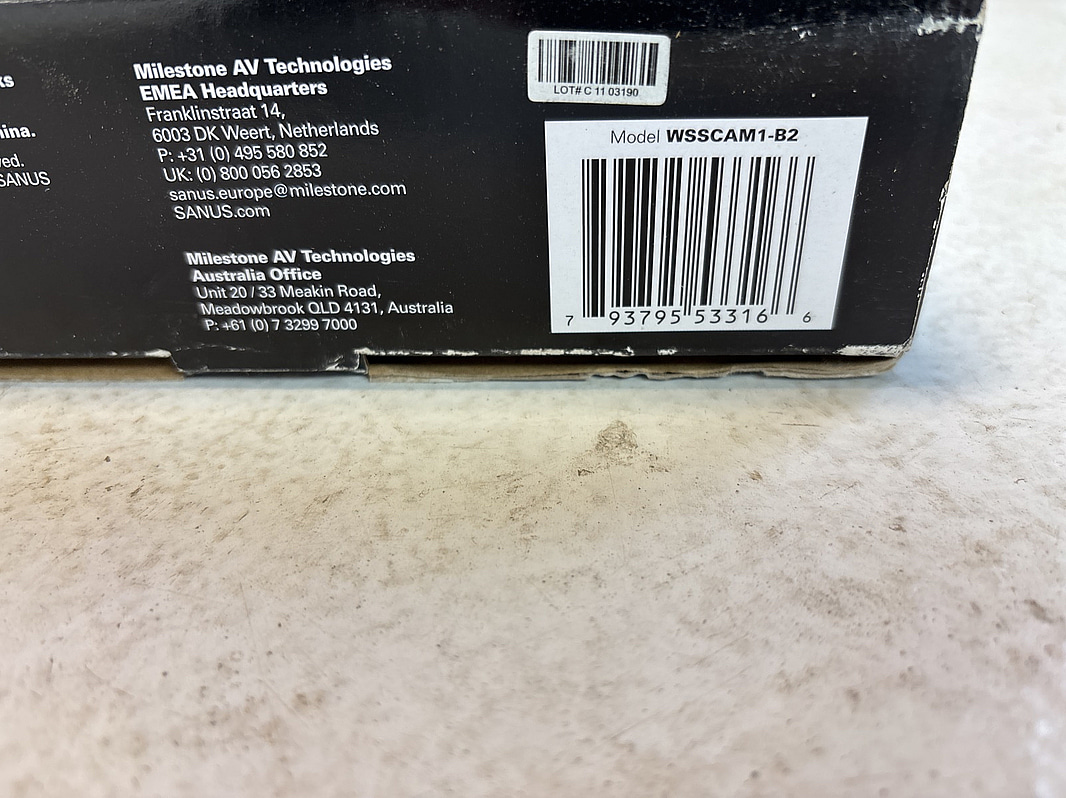 ks
hina.
ved.
SANUS
Milestone AV Technologies
EMEA Headquarters
Franklinstraat 14,
6003 DK Weert, Netherlands
P: +31 (0) 495 580 852
UK: (0) 800 056 2853
sanus.europe@milestone.com
SANUS.com
Milestone AV Technologies
Australia Office
Unit 20 / 33 Meakin Road,
Meadowbrook QLD 4131, Australia
P: +61 (0) 7 3299 7000
LOT# C 11 03190
Model WSSCAM1-B2
7 93795 53316 6